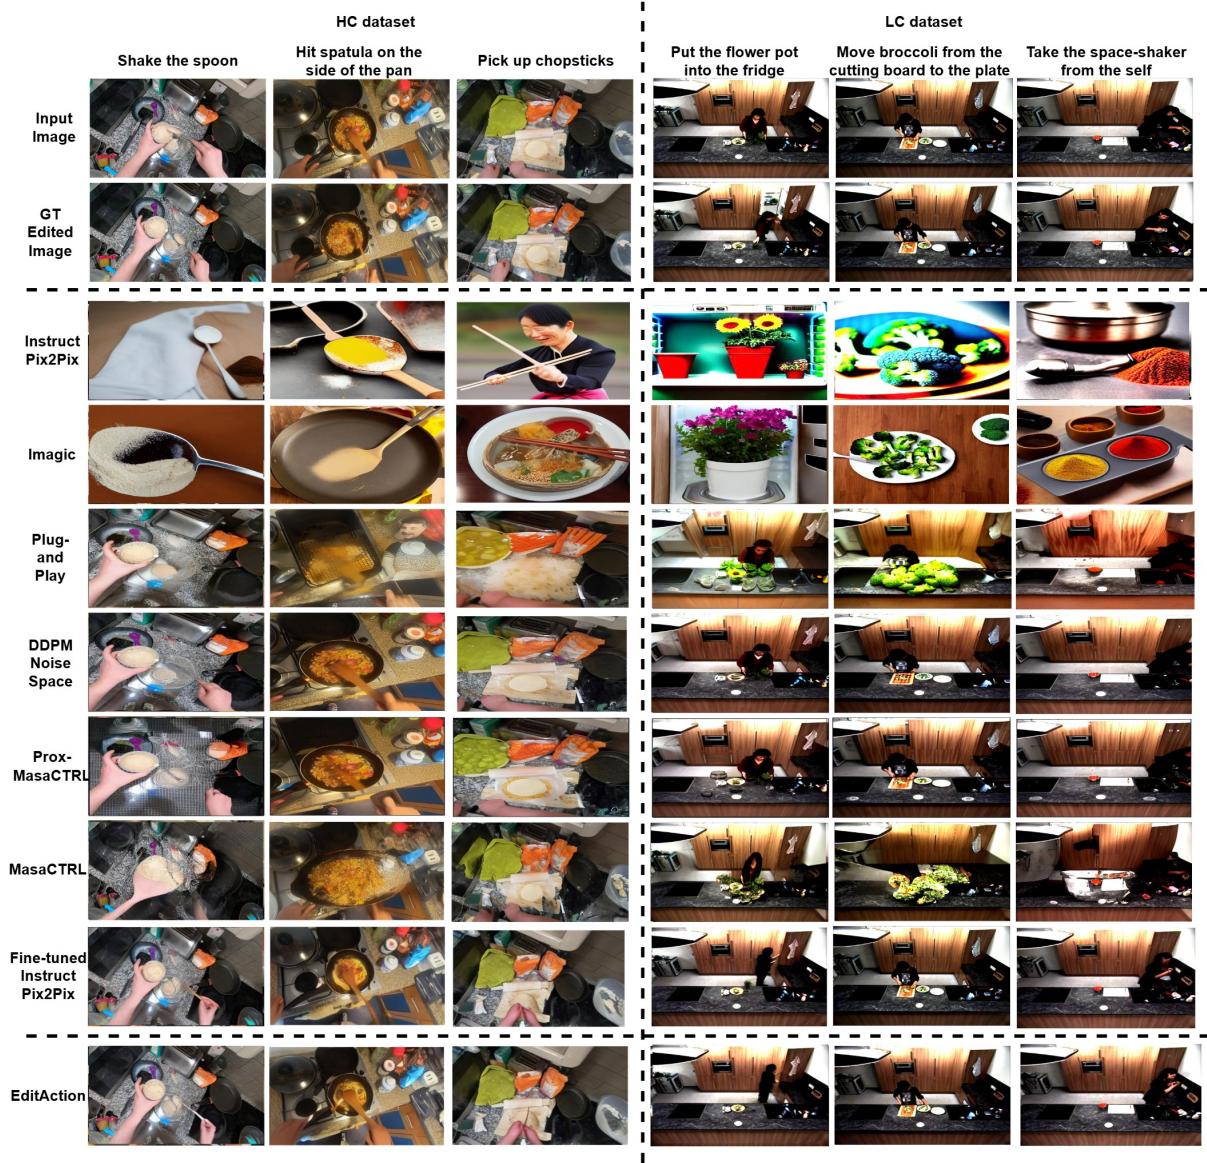 HC dataset
LC dataset
Shake the spoon
Hit spatula on the
side of the pan
Pick up chopsticks
Put the flower pot
into the fridge
Move broccoli from the
cutting board to the plate
Take the space-shaker
from the self
Input
Image
GT
Edited
Image
Instruct
Pix2Pix
Imagic
Plug-
and
Play
DDPM
Noise
Space
Prox-
MasaCTRL
MasaCTRL
Fine-tuned
Instruct
Pix2Pix
EditAction